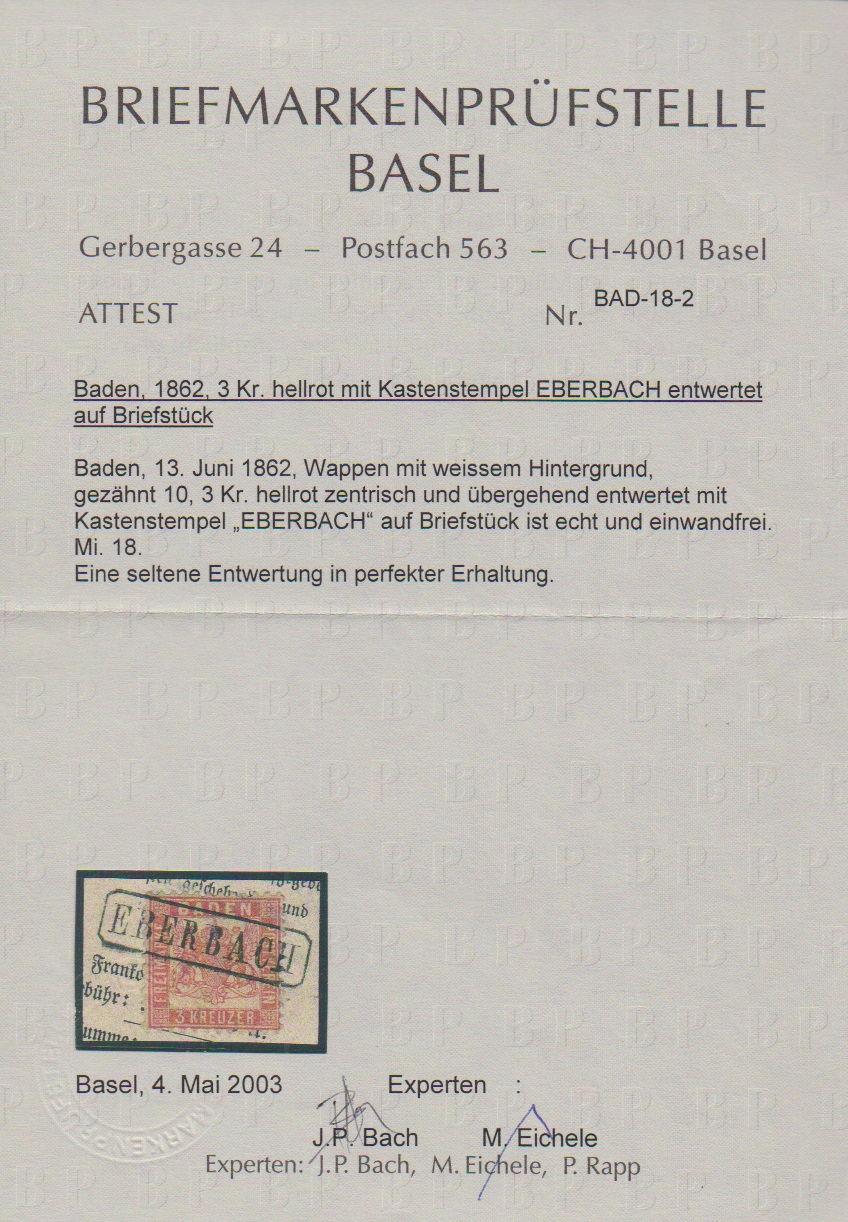 BRIEFMARKENPRÜFSTELLE
BASEL
Gerbergasse 24 – Postfach 563 – CH-4001 Basel
ATTEST Nr. BAD-18-2
Baden, 1862, 3 Kr. hellrot mit Kastenstempel EBERBACH entwertet
auf Briefstück
Baden, 13. Juni 1862, Wappen mit weissem Hintergrund,
gezähnt 10, 3 Kr. hellrot zentrisch und übergehend entwertet mit
Kastenstempel „EBERBACH“ auf Briefstück ist echt und einwandfrei.
Mi. 18.
Eine seltene Entwertung in perfekter Erhaltung.
und
BADEN
EBERBACH
Franko
bühr:
3 KREUZER
umme:
Basel, 4. Mai 2003 Experten :
J.P. Bach M. Eichele
Experten: J.P. Bach, M. Eichele, P. Rapp